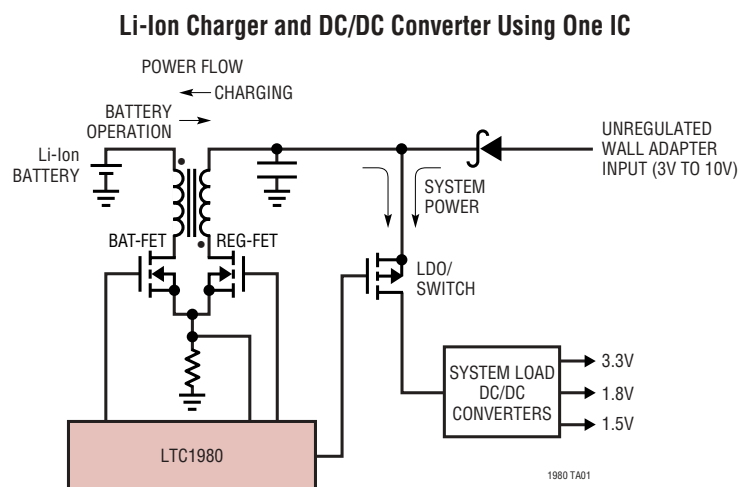 Li-Ion Charger and DC/DC Converter Using One IC
POWER FLOW
CHARGING
BATTERY
OPERATION
Li-Ion
BATTERY
UNREGULATED
WALL ADAPTER
INPUT (3V TO 10V)
SYSTEM
POWER
BAT-FET
REG-FET
LDO/
SWITCH
SYSTEM LOAD
DC/DC
CONVERTERS
3.3V
1.8V
1.5V
LTC1980
1980 TA01